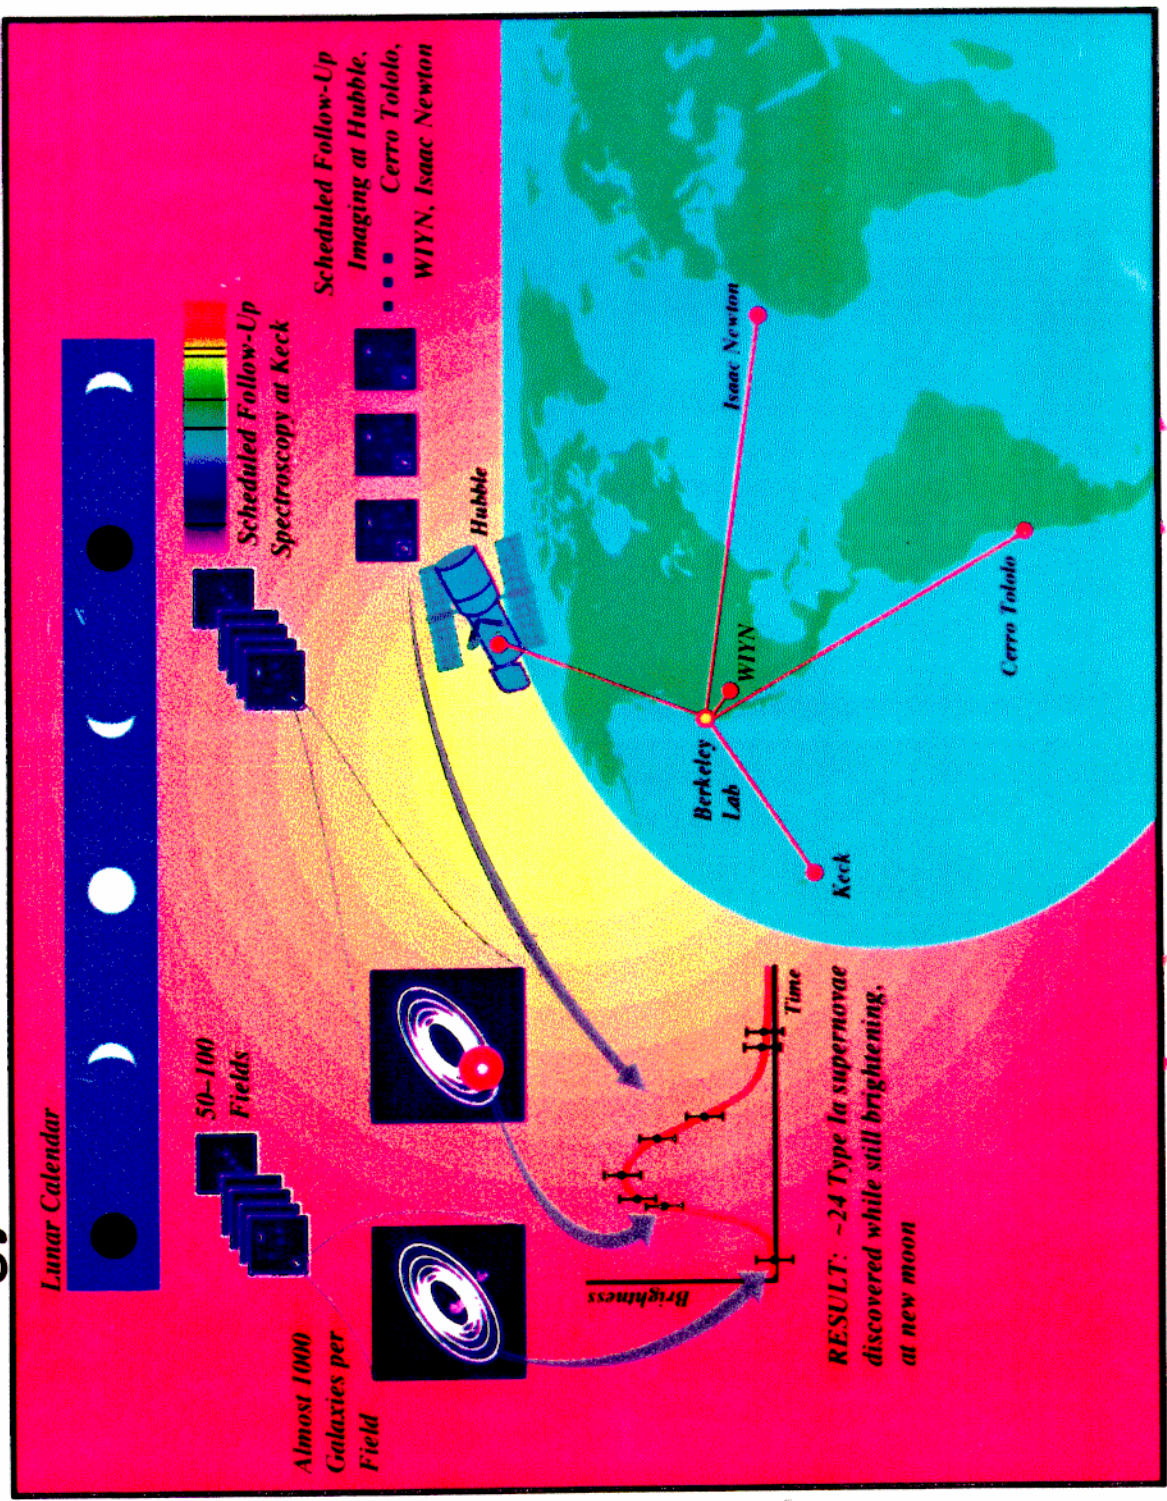 Lunar Calendar
Almost 1000
Galaxies per
Field
50–100
Fields
Scheduled Follow-Up
Spectroscopy at Keck
Scheduled Follow-Up
Imaging at Hubble,
Cerro Tololo,
WIYN, Isaac Newton
Hubble
Brightness
Time
Berkeley
Lab
Keck
WIYN
Isaac Newton
Cerro Tololo
RESULT: ~24 Type Ia supernovae
discovered while still brightening,
at new moon